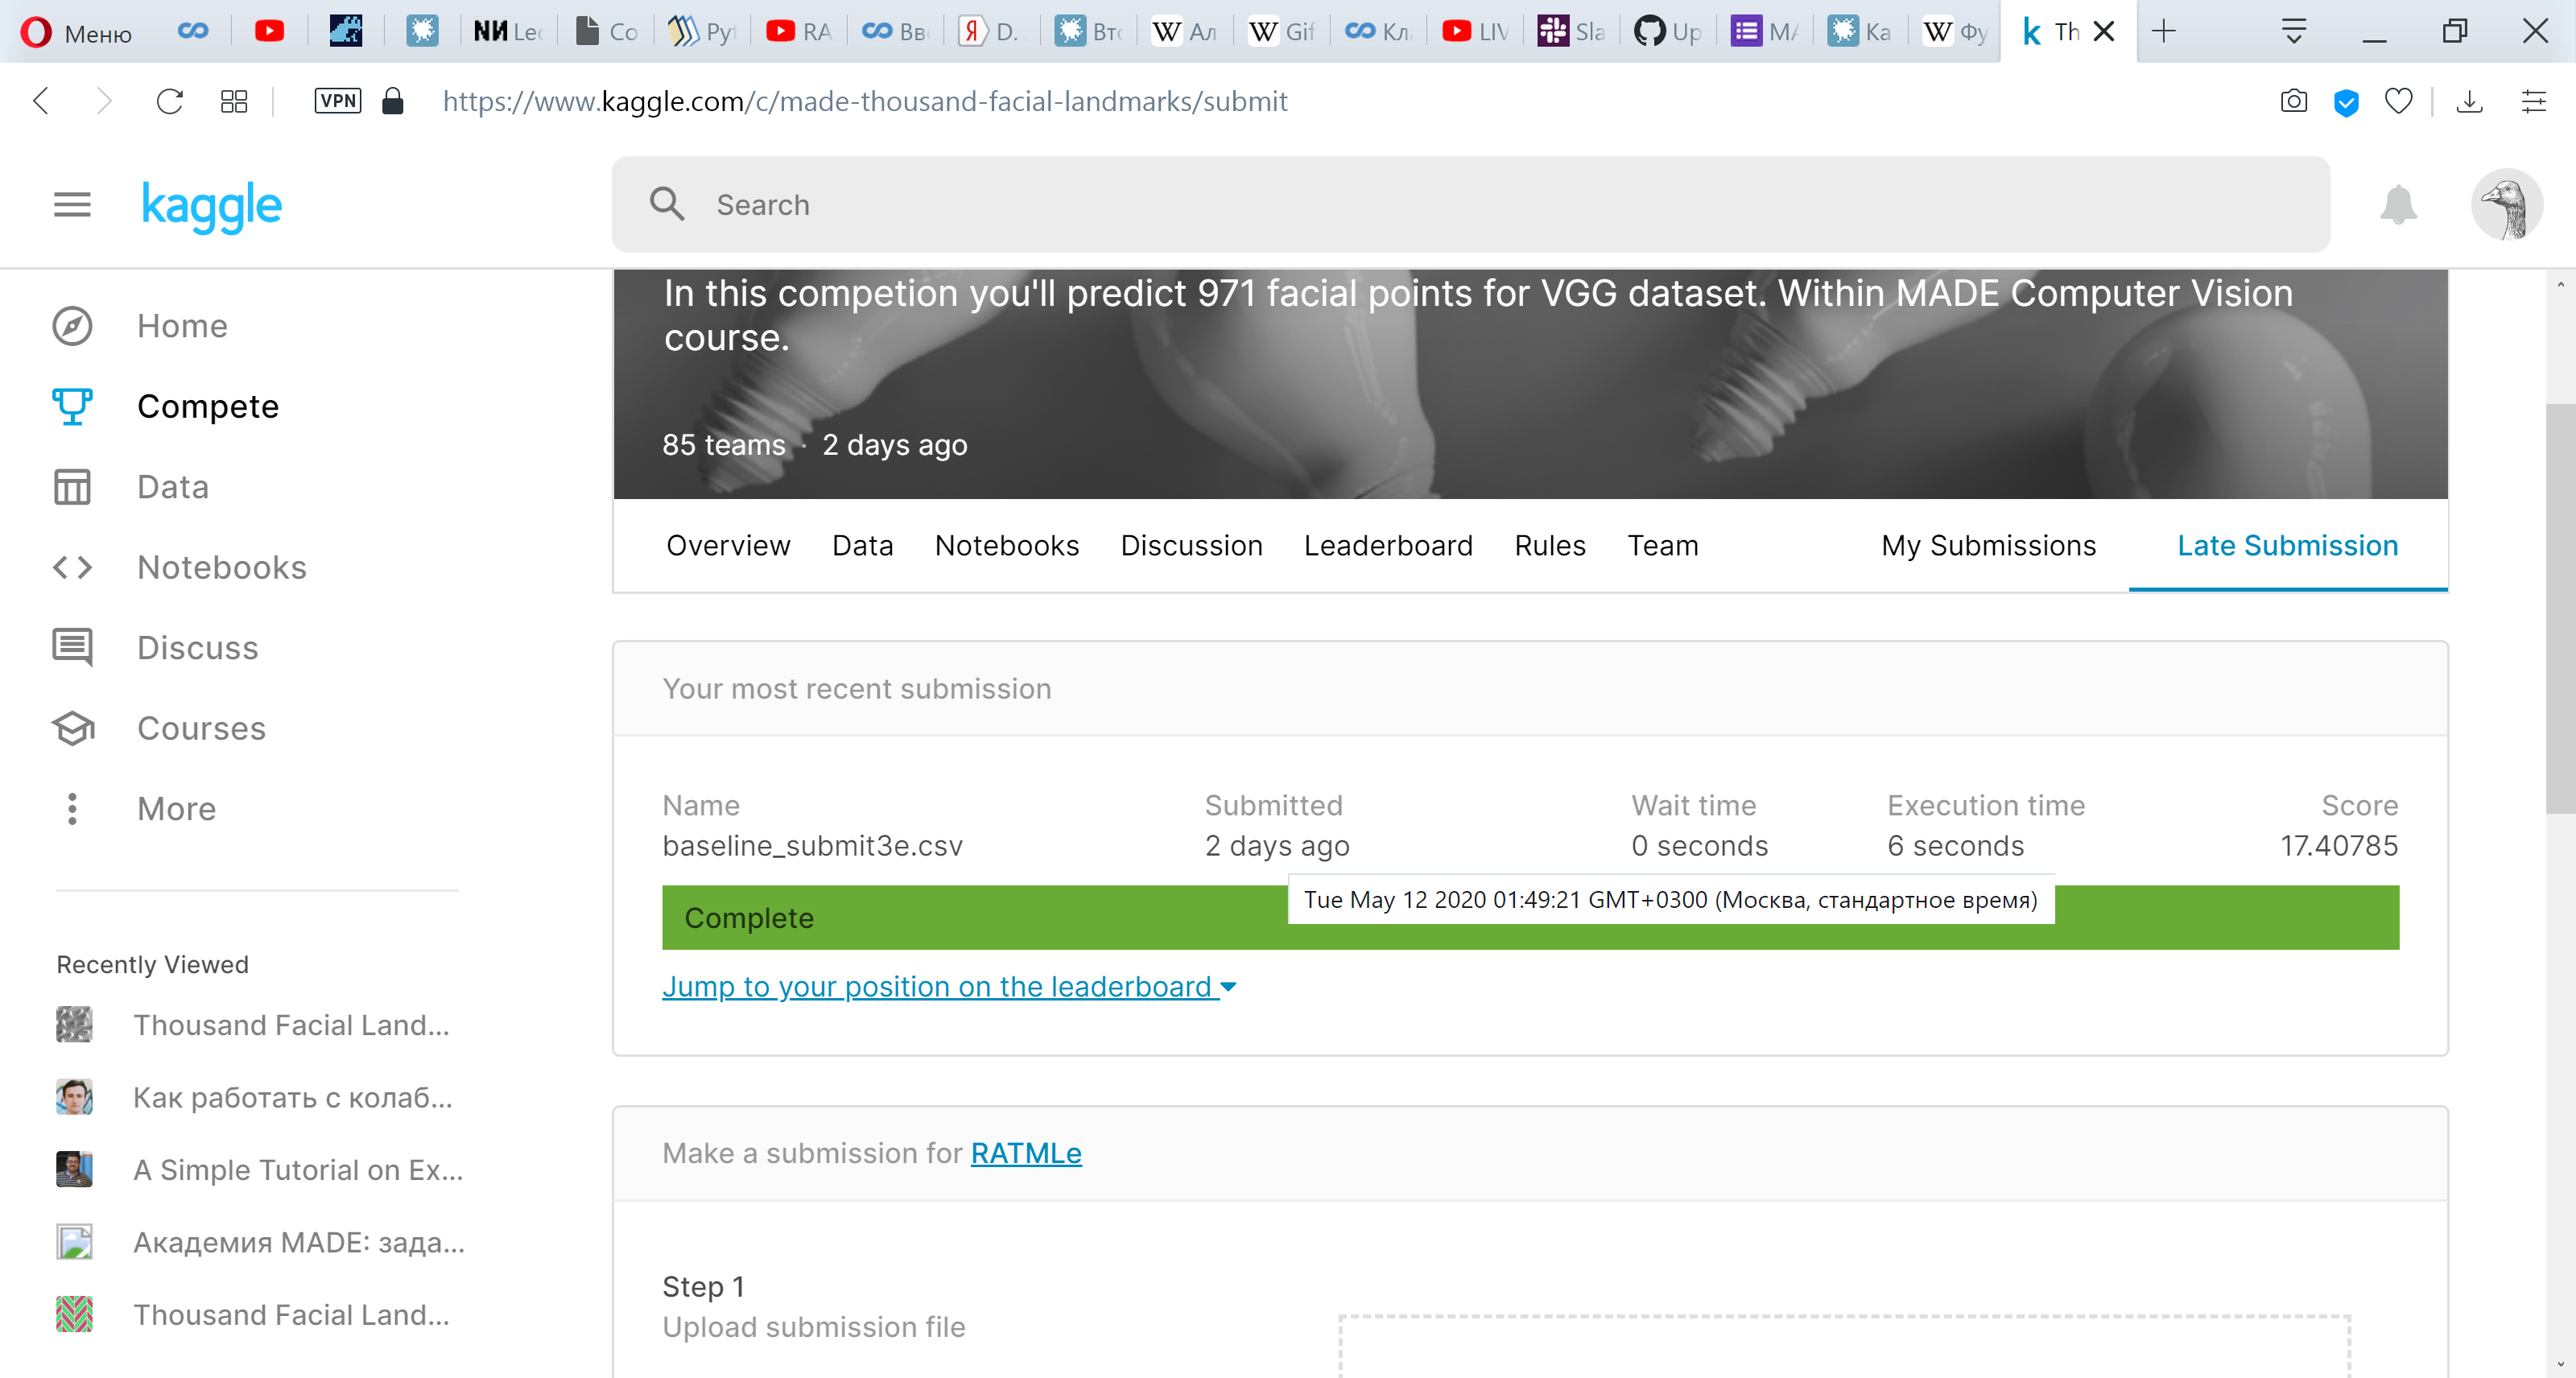 Меню
Lec
Co
Pyt
RA
Вв
D.
Вто
Ал
Gif
Кл
LIV
Sla
Up
MA
Ка
Фу
Th
VPN
https://www.kaggle.com/c/made-thousand-facial-landmarks/submit
kaggle
Search
In this competion you'll predict 971 facial points for VGG dataset. Within MADE Computer Vision
course.
85 teams · 2 days ago
Home
Compete
Data
Notebooks
Discuss
Courses
More
Recently Viewed
Thousand Facial Land...
Как работать с колаб...
A Simple Tutorial on Ex...
Академия MADE: зада...
Thousand Facial Land...
Overview Data Notebooks Discussion Leaderboard Rules Team My Submissions Late Submission
Your most recent submission
Name Submitted Wait time Execution time Score
baseline_submit3e.csv 2 days ago 0 seconds 6 seconds 17.40785
Tue May 12 2020 01:49:21 GMT+0300 (Москва, стандартное время)
Complete
Jump to your position on the leaderboard
Make a submission for RATMLe
Step 1
Upload submission file